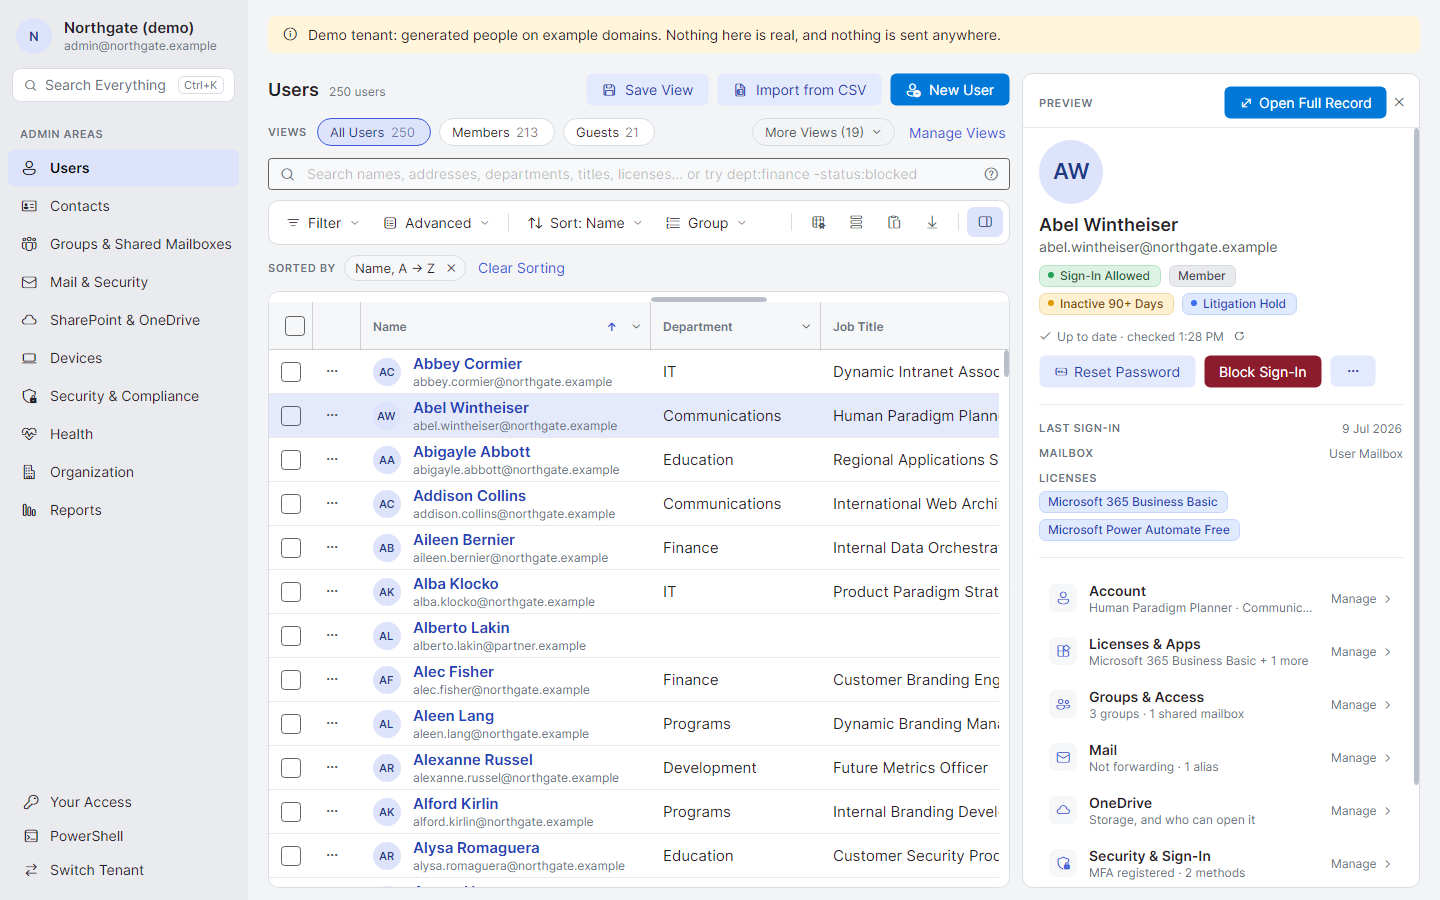 N
Northgate (demo)
admin@northgate.example
Search Everything Ctrl+K
ADMIN AREAS
Users
Contacts
Groups & Shared Mailboxes
Mail & Security
SharePoint & OneDrive
Devices
Security & Compliance
Health
Organization
Reports
Your Access
PowerShell
Switch Tenant
Demo tenant: generated people on example domains. Nothing here is real, and nothing is sent anywhere.
Users 250 users
Save View
Import from CSV
New User
VIEWS All Users 250 Members 213 Guests 21 More Views (19) Manage Views
Search names, addresses, departments, titles, licenses... or try dept:finance -status:blocked
Filter Advanced Sort: Name Group
SORTED BY Name, A → Z Clear Sorting
Name Department Job Title
AC Abbey Cormier IT Dynamic Intranet Assoc
abbey.cormier@northgate.example
AW Abel Wintheiser Communications Human Paradigm Plann
abel.wintheiser@northgate.example
AA Abigayle Abbott Education Regional Applications S
abigayle.abbott@northgate.example
AC Addison Collins Communications International Web Archi
addison.collins@northgate.example
AB Aileen Bernier Finance Internal Data Orchestra
aileen.bernier@northgate.example
AK Alba Klocko IT Product Paradigm Strat
alba.klocko@northgate.example
AL Alberto Lakin
alberto.lakin@partner.example
AF Alec Fisher Finance Customer Branding Eng
alec.fisher@northgate.example
AL Aleen Lang Programs Dynamic Branding Mana
aleen.lang@northgate.example
AR Alexanne Russel Development Future Metrics Officer
alexanne.russel@northgate.example
AK Alford Kirlin Programs Internal Branding Devel
alford.kirlin@northgate.example
AR Alysa Romaguera Education Customer Security Prod
alysa.romaguera@northgate.example
PREVIEW Open Full Record
AW
Abel Wintheiser
abel.wintheiser@northgate.example
Sign-In Allowed Member
Inactive 90+ Days Litigation Hold
Up to date · checked 1:28 PM
Reset Password Block Sign-In
LAST SIGN-IN 9 Jul 2026
MAILBOX User Mailbox
LICENSES
Microsoft 365 Business Basic
Microsoft Power Automate Free
Account Manage
Human Paradigm Planner · Communic...
Licenses & Apps Manage
Microsoft 365 Business Basic + 1 more
Groups & Access Manage
3 groups · 1 shared mailbox
Mail Manage
Not forwarding · 1 alias
OneDrive Manage
Storage, and who can open it
Security & Sign-In Manage
MFA registered · 2 methods